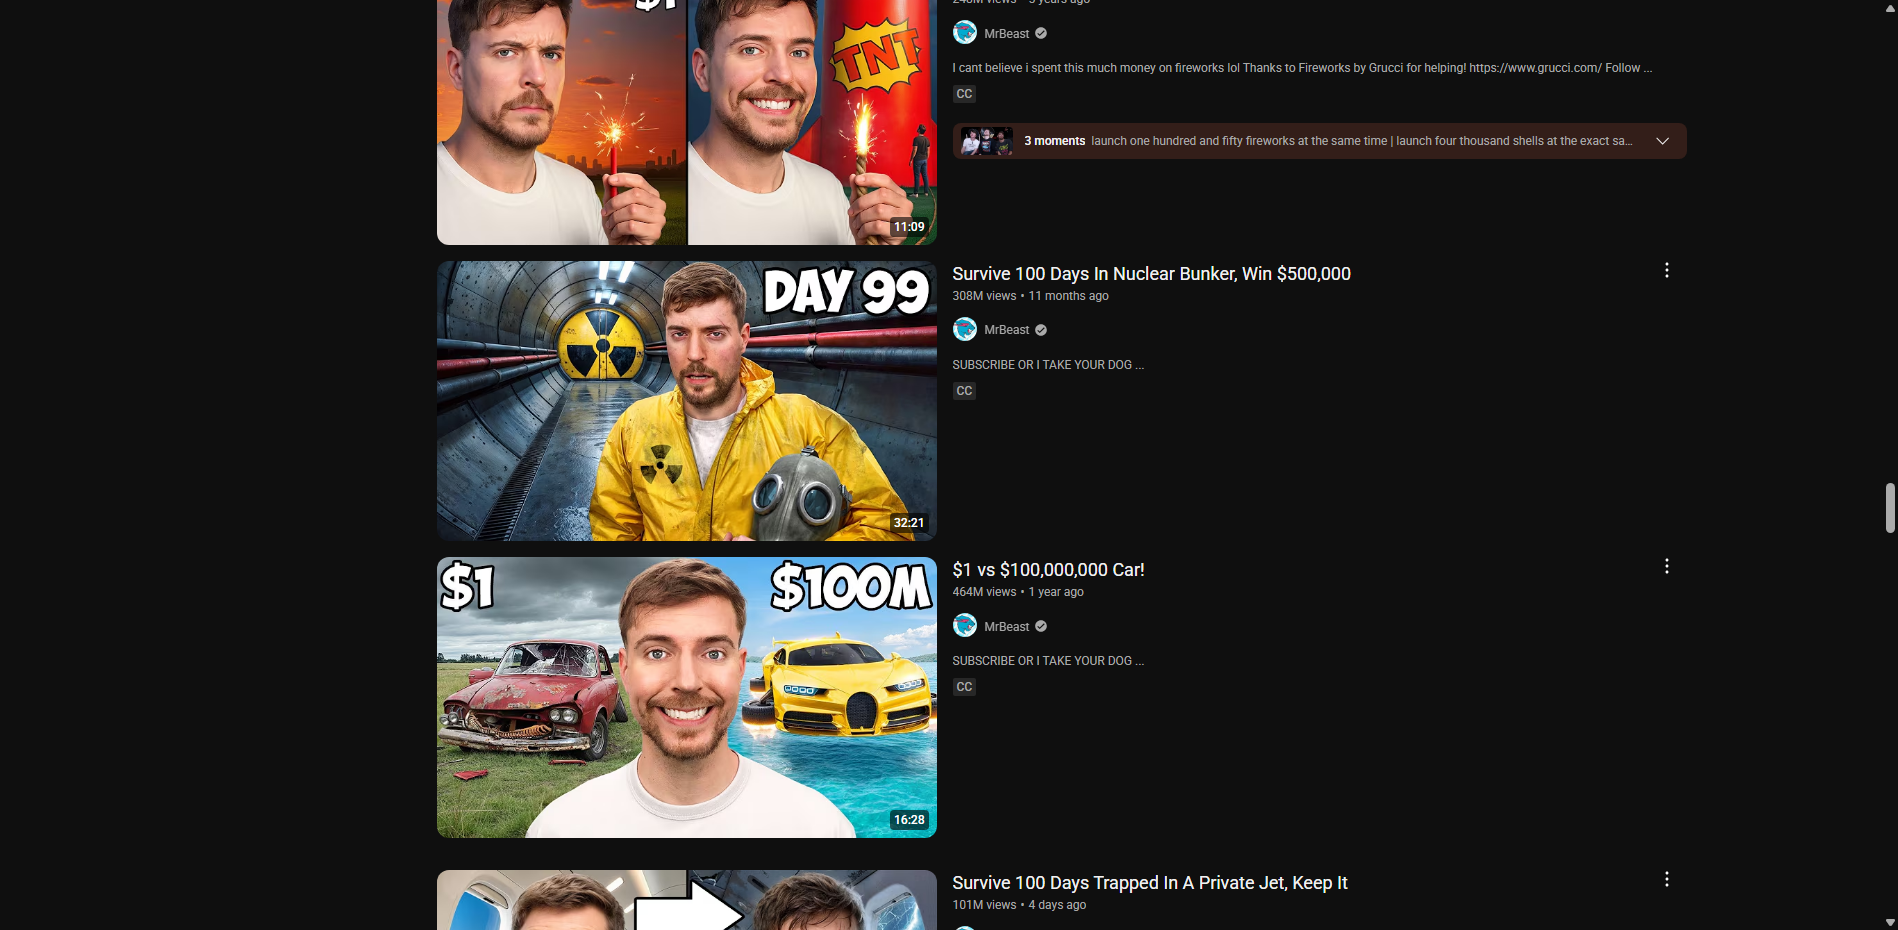 $1
TNT
11:09
MrBeast
I cant believe i spent this much money on fireworks lol Thanks to Fireworks by Grucci for helping! https://www.grucci.com/ Follow ...
CC
3 moments launch one hundred and fifty fireworks at the same time | launch four thousand shells at the exact sa...
DAY 99
32:21
Survive 100 Days In Nuclear Bunker, Win $500,000
308M views • 11 months ago
MrBeast
SUBSCRIBE OR I TAKE YOUR DOG ...
CC
$1
$100M
16:28
$1 vs $100,000,000 Car!
464M views • 1 year ago
MrBeast
SUBSCRIBE OR I TAKE YOUR DOG ...
CC
Survive 100 Days Trapped In A Private Jet, Keep It
101M views • 4 days ago